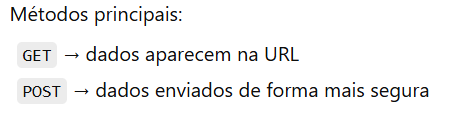 Métodos principais:
GET → dados aparecem na URL
POST → dados enviados de forma mais segura